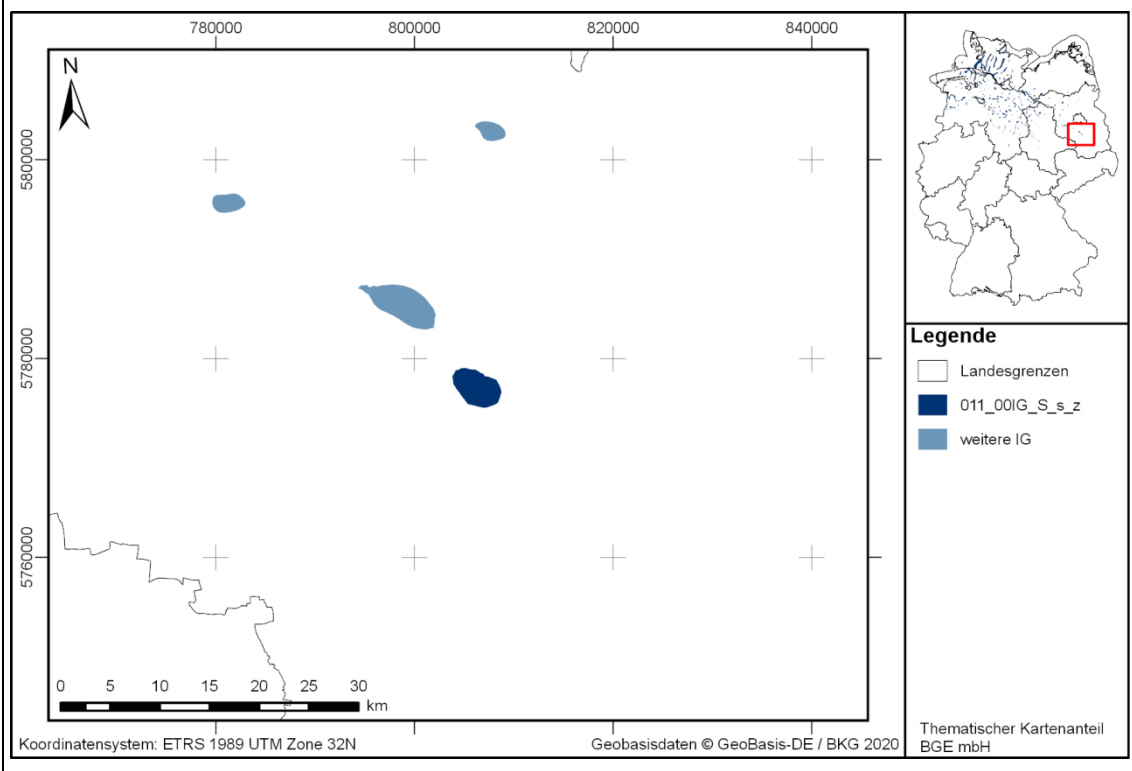 780000 800000 820000 840000
N
5800000
5780000
5760000
0 5 10 15 20 25 30
km
Koordinatensystem: ETRS 1989 UTM Zone 32N
Geobasisdaten © GeoBasis-DE / BKG 2020
Legende
Landesgrenzen
011_00IG_S_s_z
weitere IG
Thematischer Kartenanteil
BGE mbH